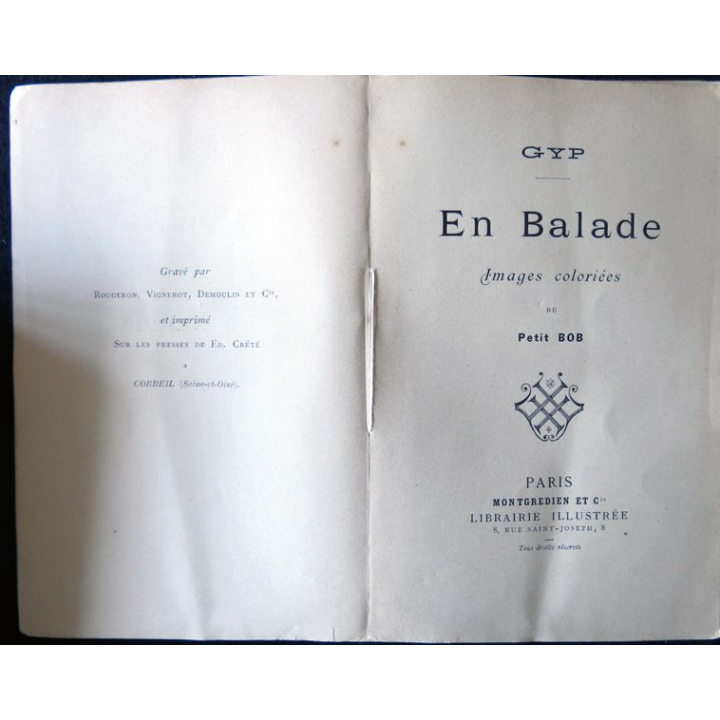 Gravé par
ROUGERON, VIGNEROT, DEMOULIN ET Cie,
et imprimé
SUR LES PRESSES DE ED. CRÉTÉ
A
CORBEIL (Seine-et-Oise).
GYP
En Balade
Images coloriées
DU
Petit BOB
PARIS
MONTGREDIEN ET Cie
LIBRAIRIE ILLUSTRÉE
8, RUE SAINT-JOSEPH, 8
Tous droits réservés